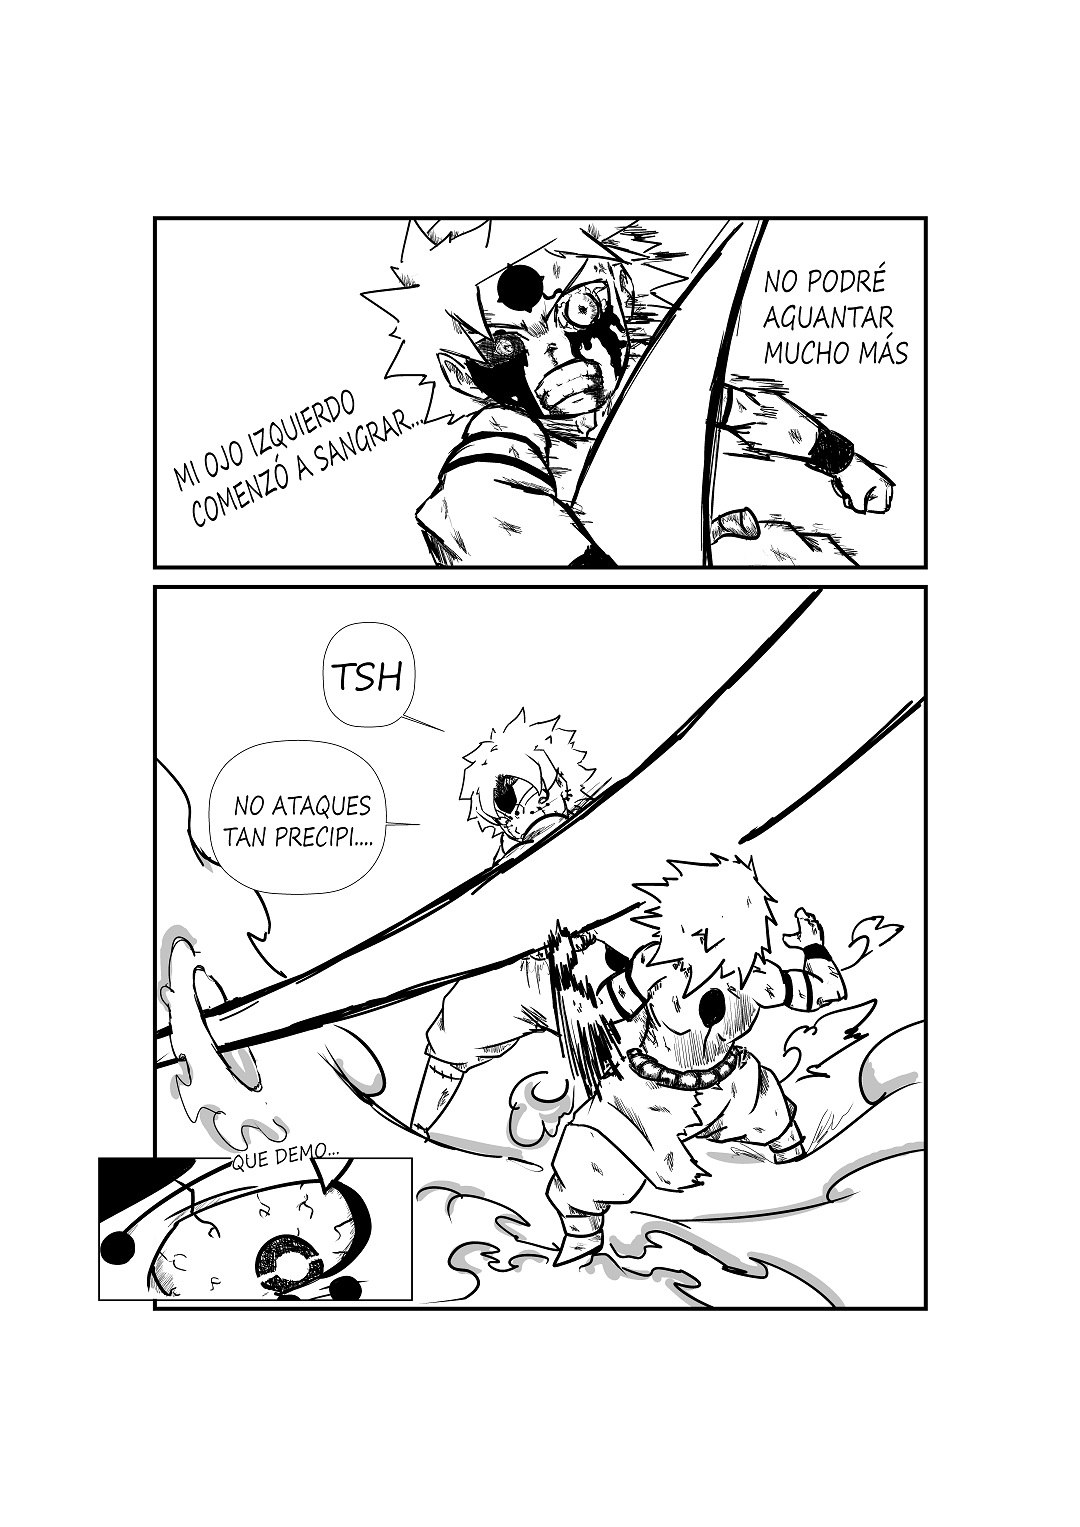 NO PODRÉ
AGUANTAR
MUCHO MÁS
MI OJO IZQUIERDO
COMENZÓ A SANGRAR...
TSH
NO ATAQUES
TAN PRECIPI....
QUE DEMO...